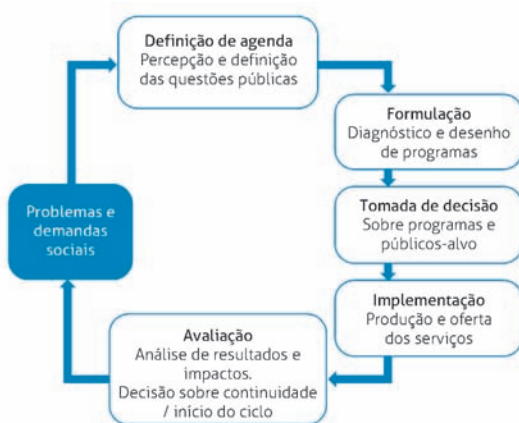 Definição de agenda
Percepção e definição
das questões públicas
Formulação
Diagnóstico e desenho
de programas
Tomada de decisão
Sobre programas e
públicos-alvo
Implementação
Produção e oferta
dos serviços
Avaliação
Análise de resultados e
impactos.
Decisão sobre continuidade
/ início do ciclo
Problemas e
demandas
sociais